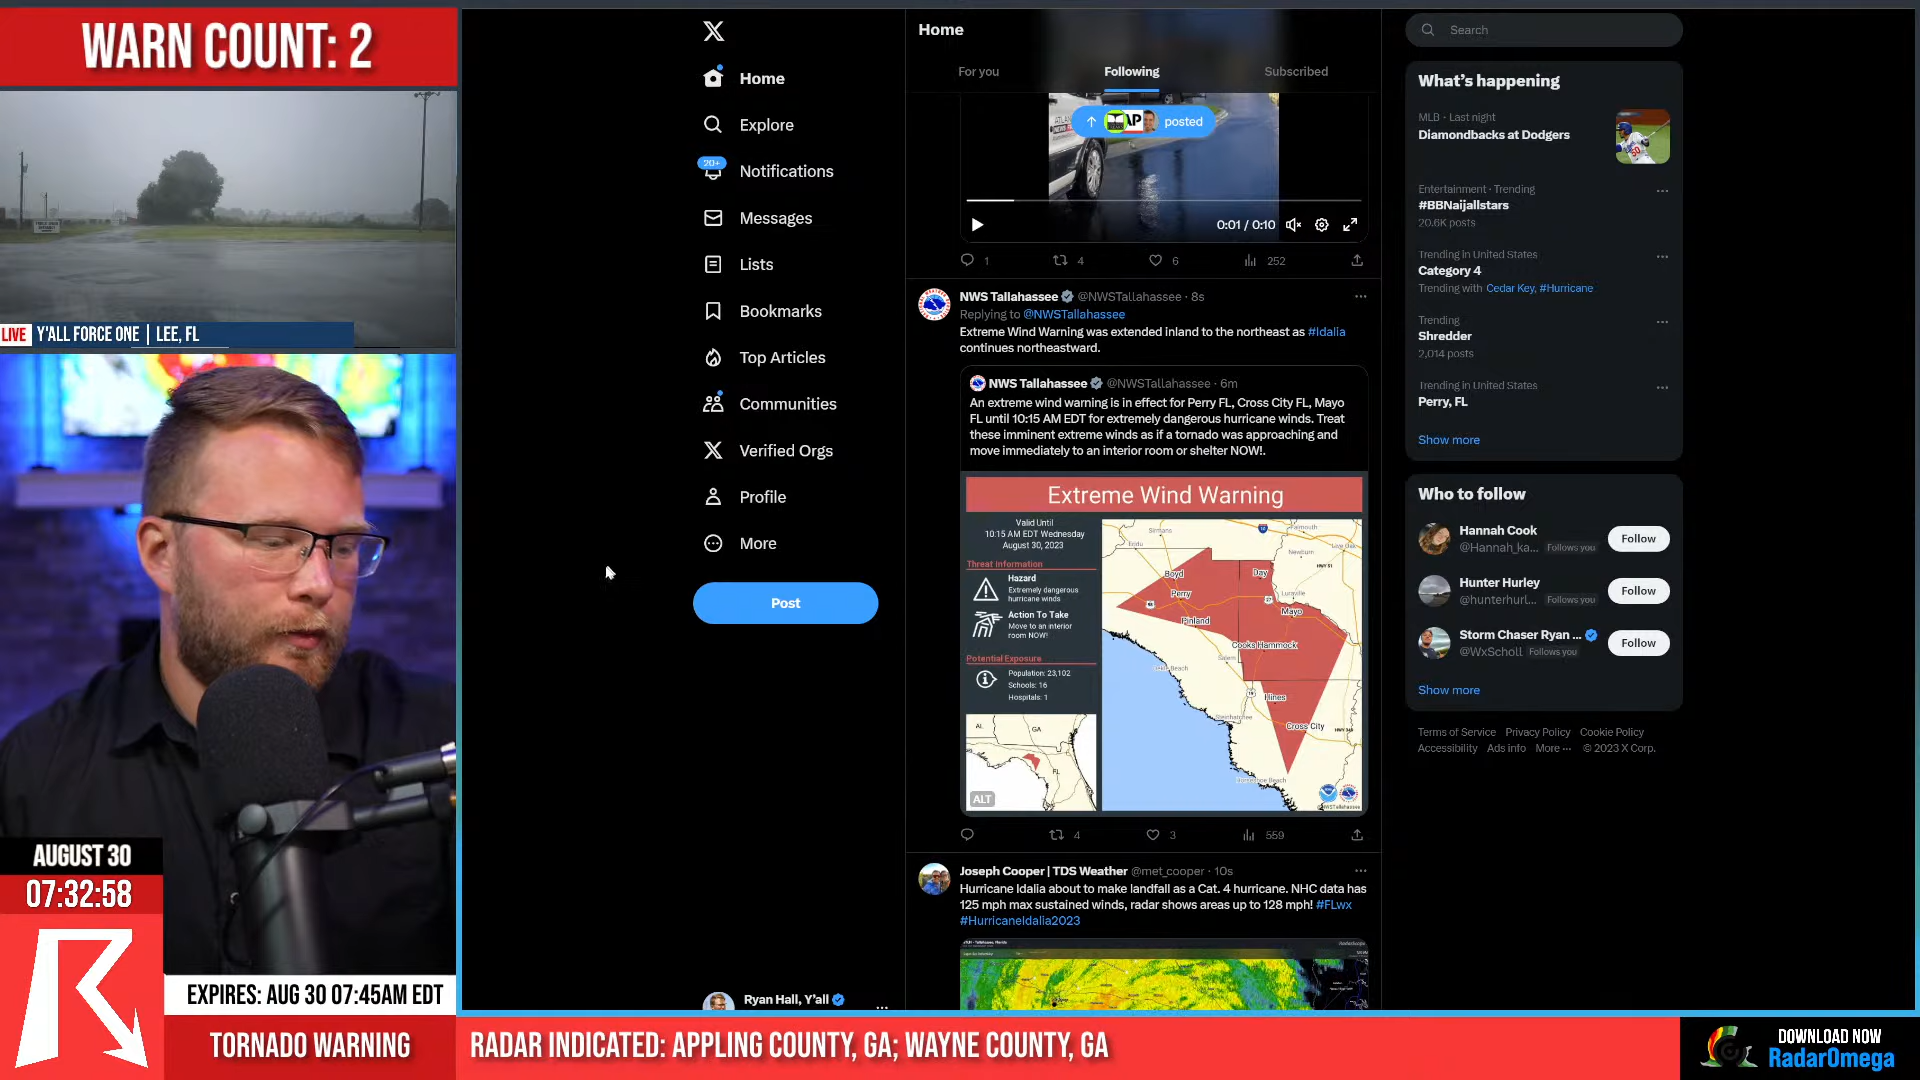 WARN COUNT: 2
LIVE
Y'ALL FORCE ONE | LEE, FL
AUGUST 30
07:32:58
EXPIRES: AUG 30 07:45AM EDT
TORNADO WARNING
RADAR INDICATED: APPLING COUNTY, GA; WAYNE COUNTY, GA
DOWNLOAD NOW
RadarOmega
Home
Explore
20+
Notifications
Messages
Lists
Bookmarks
Top Articles
Communities
Verified Orgs
Profile
More
Post
Ryan Hall, Y'all
Home
For you
Following
Subscribed
AP
posted
0:01 / 0:10
1
4
6
252
NWS Tallahassee @NWSTallahassee · 8s
Replying to @NWSTallahassee
Extreme Wind Warning was extended inland to the northeast as #Idalia
continues northeastward.
NWS Tallahassee @NWSTallahassee · 6m
An extreme wind warning is in effect for Perry FL, Cross City FL, Mayo
FL until 10:15 AM EDT for extremely dangerous hurricane winds. Treat
these imminent extreme winds as if a tornado was approaching and
move immediately to an interior room or shelter NOW!.
Extreme Wind Warning
Valid Until
10:15 AM EDT Wednesday
August 30, 2023
Threat Information
Hazard
Extremely dangerous
hurricane winds
Action To Take
Move to an interior
room NOW!
Potential Exposure
Population: 23,102
Schools: 16
Hospitals: 1
AL
GA
FL
ALT
Boyd
Day
Perry
Mayo
Pinland
Cooks Hammock
Salem
Hines
Steinhatchee
Cross City
Horseshoe Beach
4
3
559
Joseph Cooper | TDS Weather @met_cooper · 10s
Hurricane Idalia about to make landfall as a Cat. 4 hurricane. NHC data has
125 mph max sustained winds, radar shows areas up to 128 mph! #FLwx
#HurricaneIdalia2023
Search
What's happening
MLB · Last night
Diamondbacks at Dodgers
Entertainment · Trending
#BBNaijallstars
20.6K posts
Trending in United States
Category 4
Trending with Cedar Key, #Hurricane
Trending
Shredder
2,014 posts
Trending in United States
Perry, FL
Show more
Who to follow
Hannah Cook
@Hannah_ka... Follows you
Follow
Hunter Hurley
@hunterhurl... Follows you
Follow
Storm Chaser Ryan ...
@WxScholl Follows you
Follow
Show more
Terms of Service Privacy Policy Cookie Policy
Accessibility Ads info More ··· © 2023 X Corp.